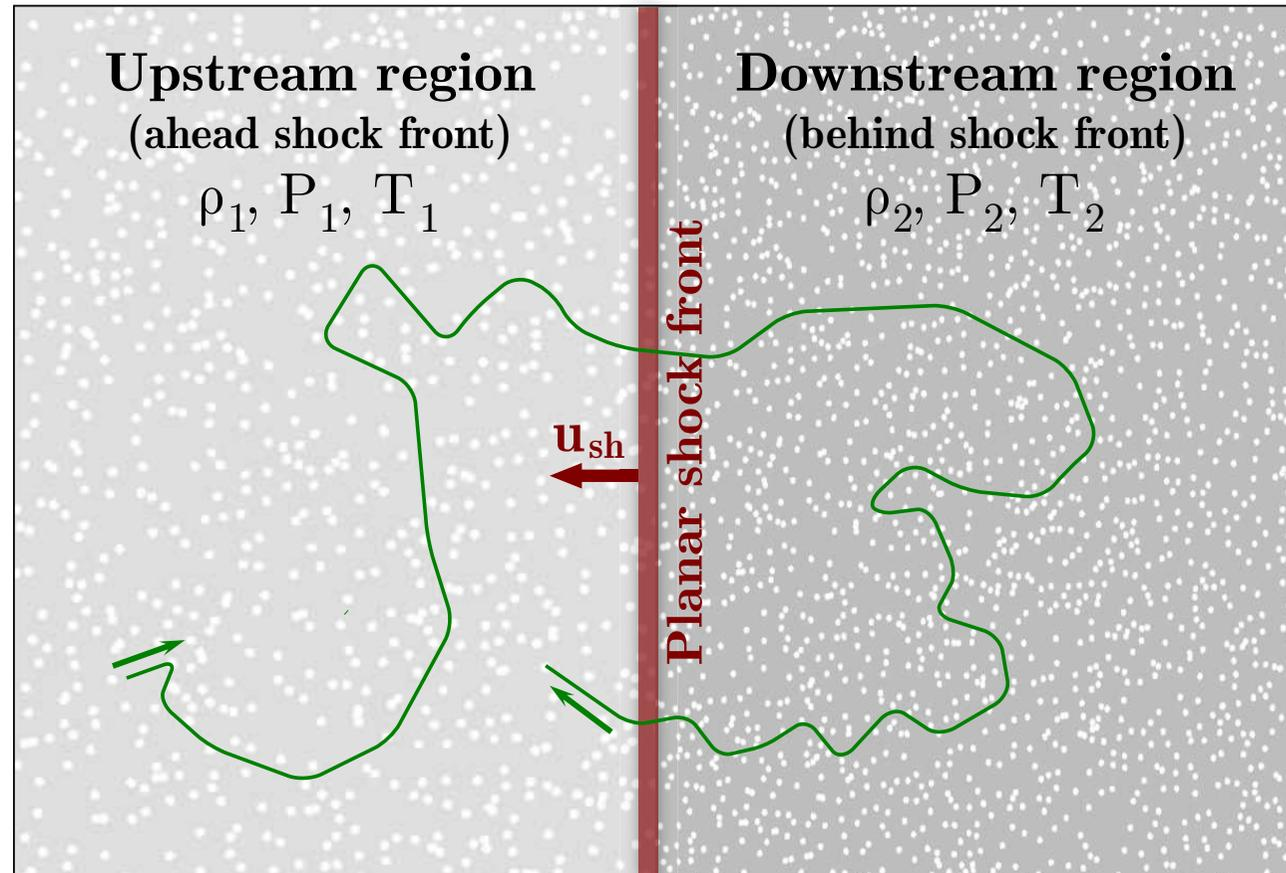 Upstream region
(ahead shock front)
ρ1, P1, T1
Downstream region
(behind shock front)
ρ2, P2, T2
ush
Planar shock front